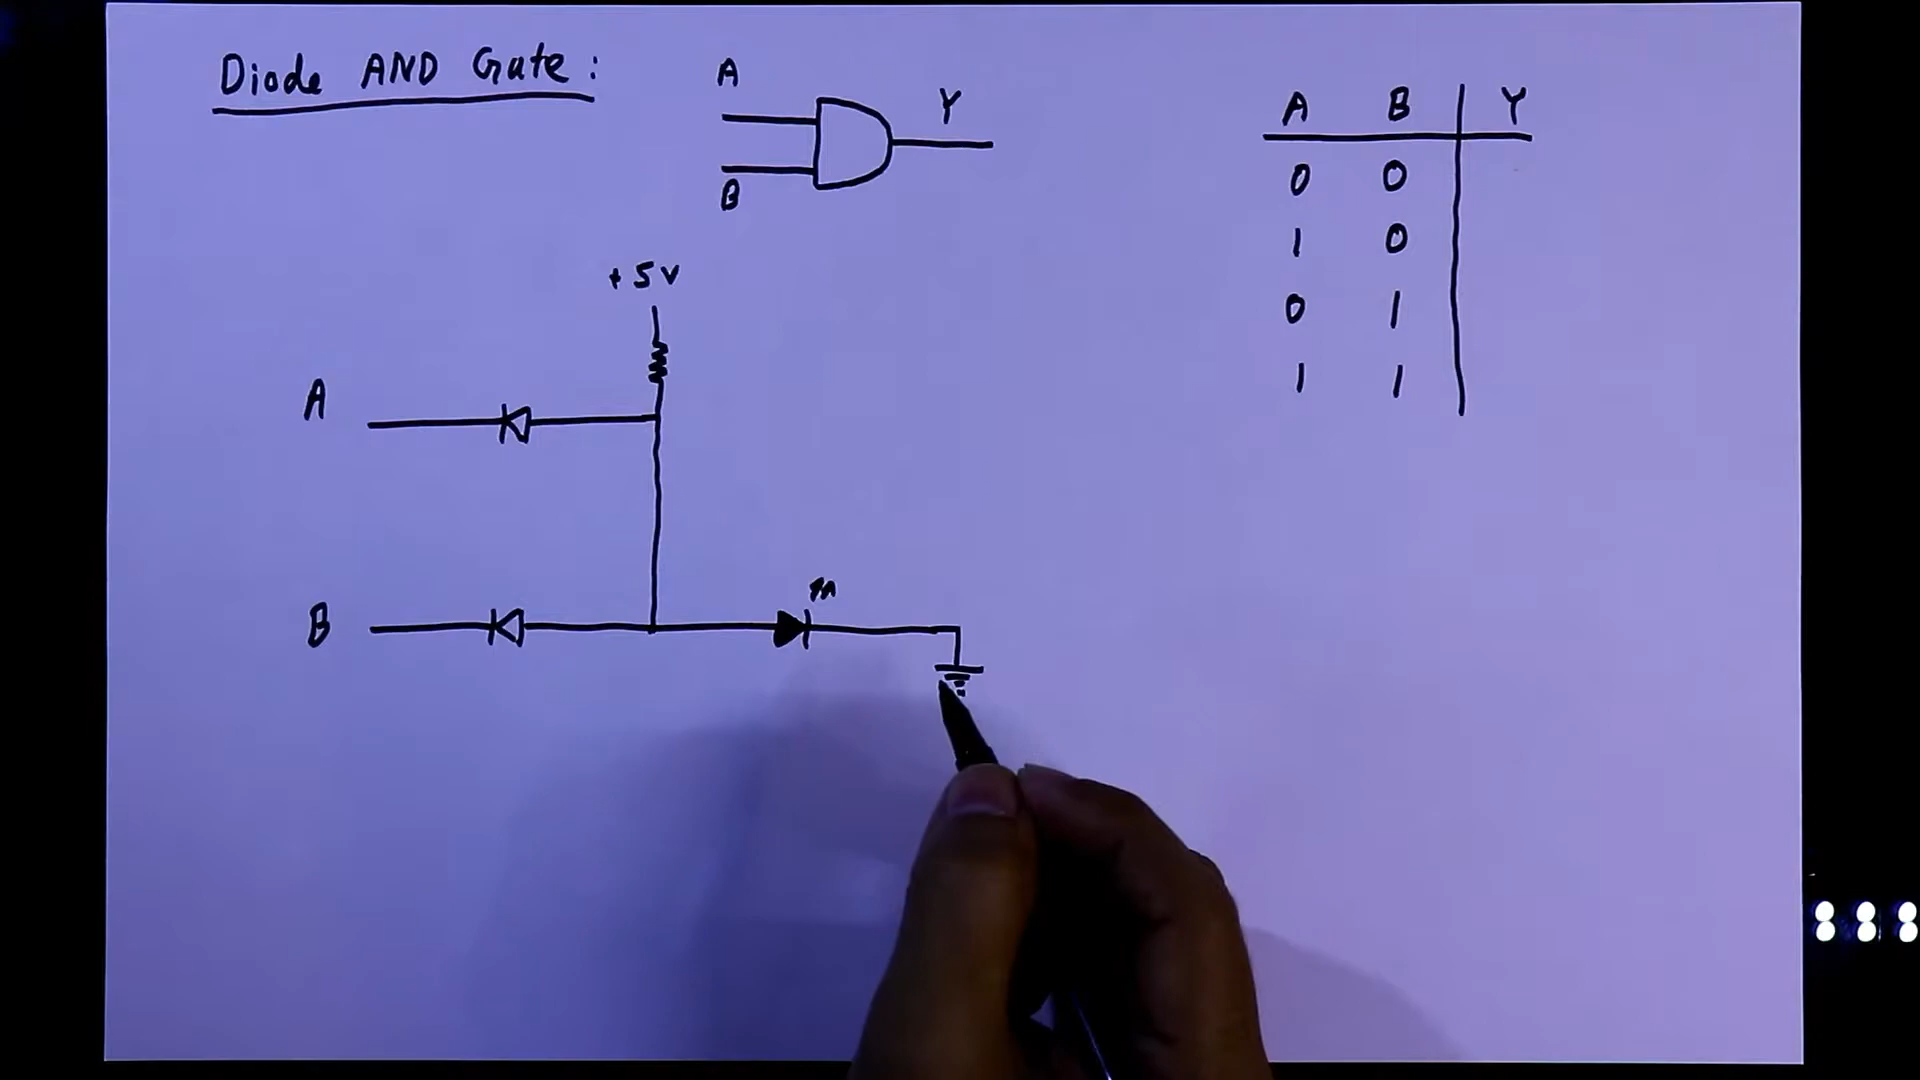 Diode AND Gate:
A
Y
B
A B Y
0 0
1 0
0 1
1 1
+5V
A
B